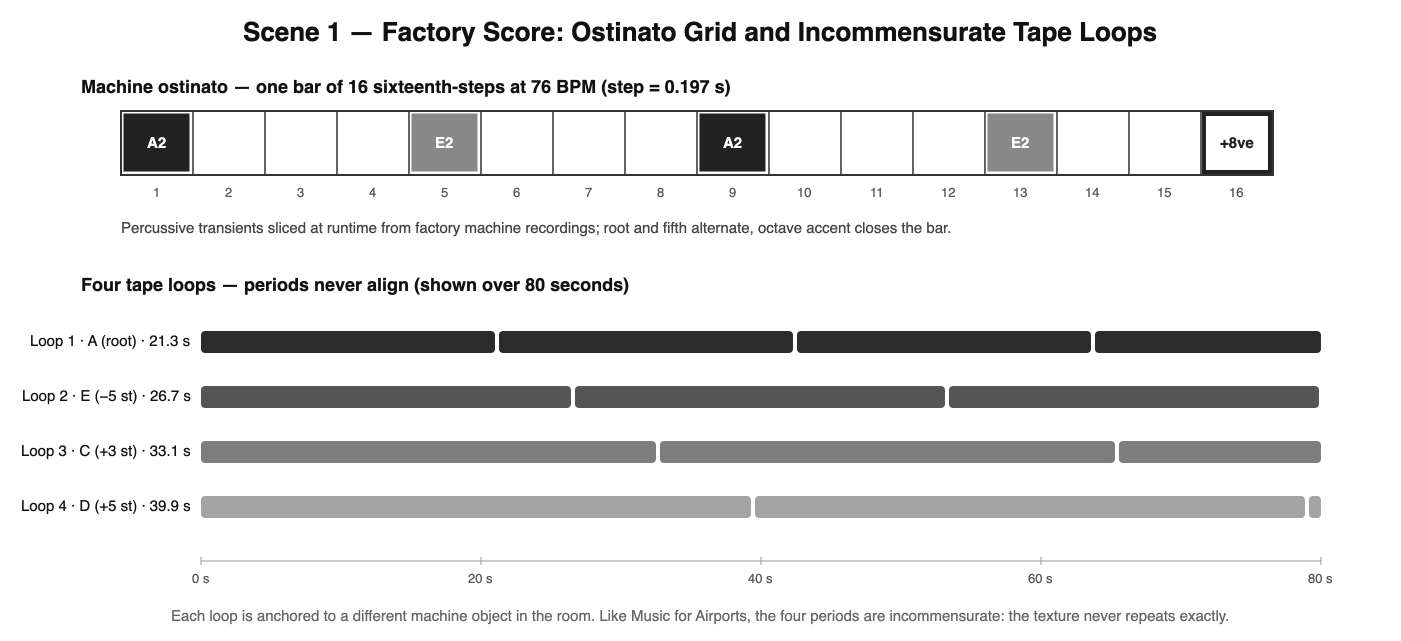 Scene 1 — Factory Score: Ostinato Grid and Incommensurate Tape Loops
Machine ostinato — one bar of 16 sixteenth-steps at 76 BPM (step = 0.197 s)
A2 E2 A2 E2 +8ve
1 2 3 4 5 6 7 8 9 10 11 12 13 14 15 16
Percussive transients sliced at runtime from factory machine recordings; root and fifth alternate, octave accent closes the bar.
Four tape loops — periods never align (shown over 80 seconds)
Loop 1 · A (root) · 21.3 s
Loop 2 · E (−5 st) · 26.7 s
Loop 3 · C (+3 st) · 33.1 s
Loop 4 · D (+5 st) · 39.9 s
0 s 20 s 40 s 60 s 80 s
Each loop is anchored to a different machine object in the room. Like Music for Airports, the four periods are incommensurate: the texture never repeats exactly.